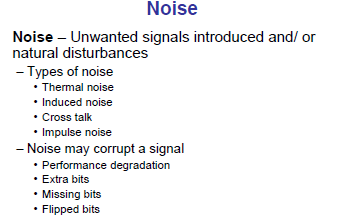 Noise
Noise – Unwanted signals introduced and/ or
natural disturbances
– Types of noise
• Thermal noise
• Induced noise
• Cross talk
• Impulse noise
– Noise may corrupt a signal
• Performance degradation
• Extra bits
• Missing bits
• Flipped bits